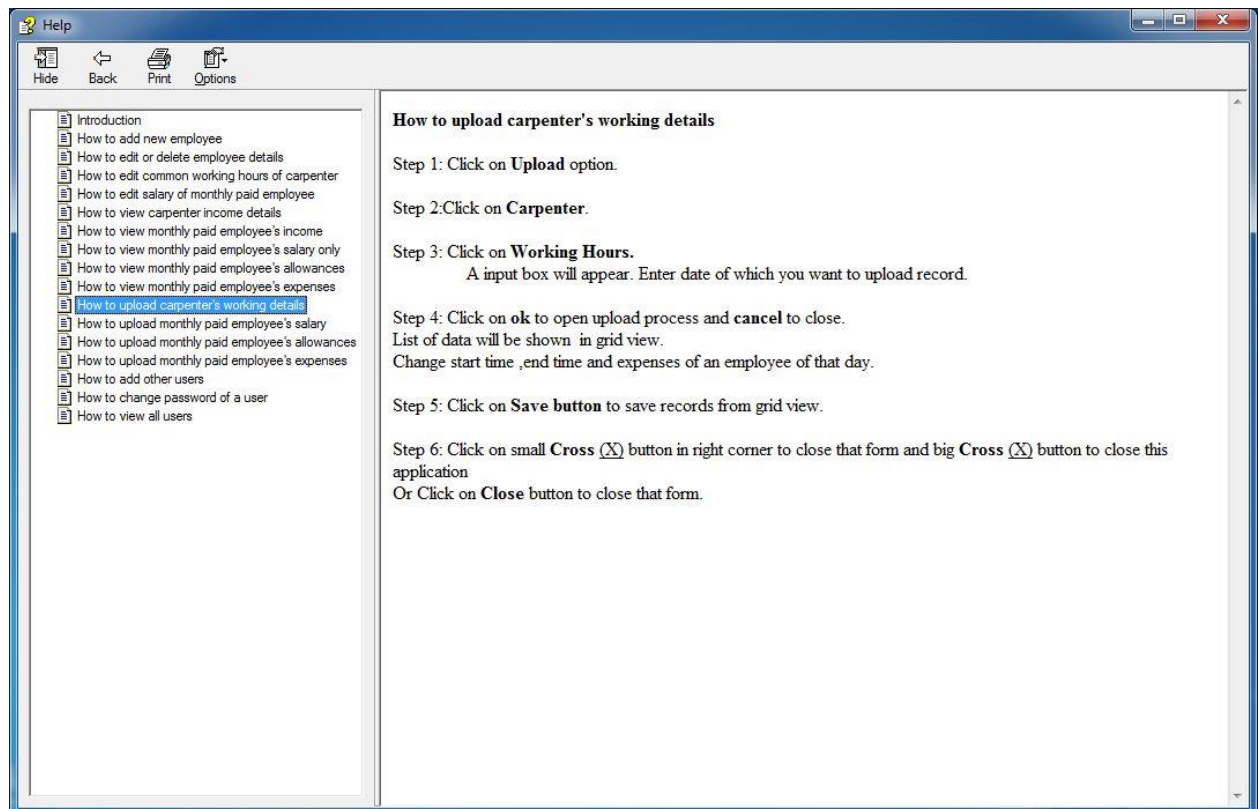 Help
Hide Back Print Options
Introduction
How to add new employee
How to edit or delete employee details
How to edit common working hours of carpenter
How to edit salary of monthly paid employee
How to view carpenter income details
How to view monthly paid employee's income
How to view monthly paid employee's salary only
How to view monthly paid employee's allowances
How to view monthly paid employee's expenses
How to upload carpenter's working details
How to upload monthly paid employee's salary
How to upload monthly paid employee's allowances
How to upload monthly paid employee's expenses
How to add other users
How to change password of a user
How to view all users
How to upload carpenter's working details
Step 1: Click on Upload option.
Step 2:Click on Carpenter.
Step 3: Click on Working Hours.
A input box will appear. Enter date of which you want to upload record.
Step 4: Click on ok to open upload process and cancel to close.
List of data will be shown in grid view.
Change start time ,end time and expenses of an employee of that day.
Step 5: Click on Save button to save records from grid view.
Step 6: Click on small Cross (X) button in right corner to close that form and big Cross (X) button to close this
application
Or Click on Close button to close that form.